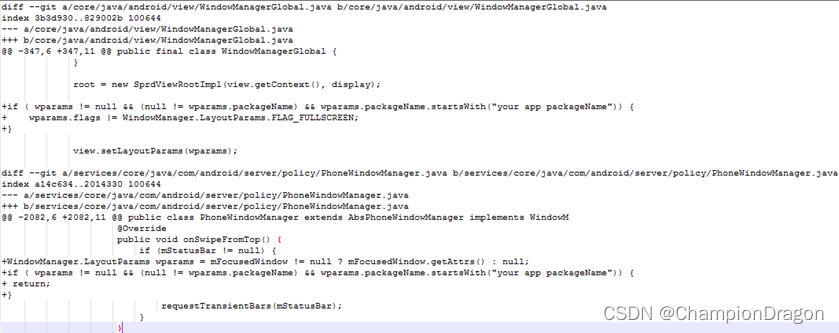 diff --git a/core/java/android/view/WindowManagerGlobal.java b/core/java/android/view/WindowManagerGlobal.java
index 3b3d930..829002b 100644
--- a/core/java/android/view/WindowManagerGlobal.java
+++ b/core/java/android/view/WindowManagerGlobal.java
@@ -347,6 +347,11 @@ public final class WindowManagerGlobal {
}
root = new SprdViewRootImpl(view.getContext(), display);
+if ( wparams != null && (null != wparams.packageName) && wparams.packageName.startsWith("your app packageName")) {
+ wparams.flags |= WindowManager.LayoutParams.FLAG_FULLSCREEN;
+}
view.setLayoutParams(wparams);
diff --git a/services/core/java/com/android/server/policy/PhoneWindowManager.java b/services/core/java/com/android/server/policy/PhoneWindowManager.java
index a14c634..2014330 100644
--- a/services/core/java/com/android/server/policy/PhoneWindowManager.java
+++ b/services/core/java/com/android/server/policy/PhoneWindowManager.java
@@ -2082,6 +2082,11 @@ public class PhoneWindowManager extends AbsPhoneWindowManager implements WindowM
@Override
public void onSwipeFromTop() {
if (mStatusBar != null) {
+WindowManager.LayoutParams wparams = mFocusedWindow != null ? mFocusedWindow.getAttrs() : null;
+if ( wparams != null && (null != wparams.packageName) && wparams.packageName.startsWith("your app packageName")) {
+ return;
+}
requestTransientBars(mStatusBar);
}
}
CSDN @ChampionDragon